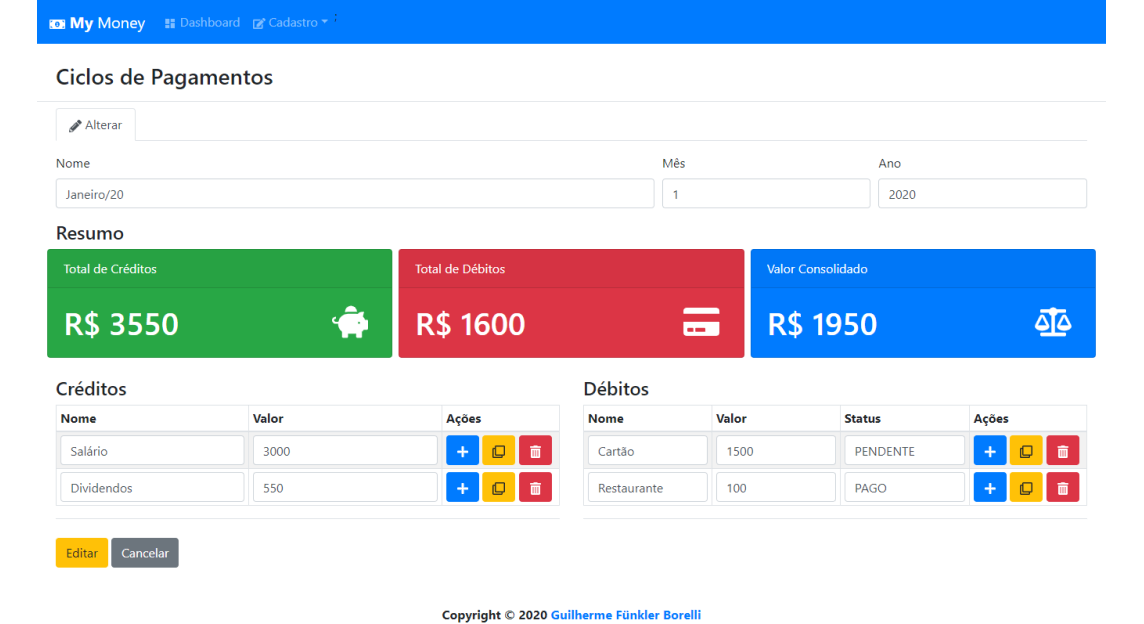 My Money Dashboard Cadastro
Ciclos de Pagamentos
Alterar
Nome Mês Ano
Janeiro/20 1 2020
Resumo
Total de Créditos Total de Débitos Valor Consolidado
R$ 3550 R$ 1600 R$ 1950
Créditos Débitos
Nome Valor Ações Nome Valor Status Ações
Salário 3000 Cartão 1500 PENDENTE
Dividendos 550 Restaurante 100 PAGO
Editar Cancelar
Copyright © 2020 Guilherme Fünkler Borelli